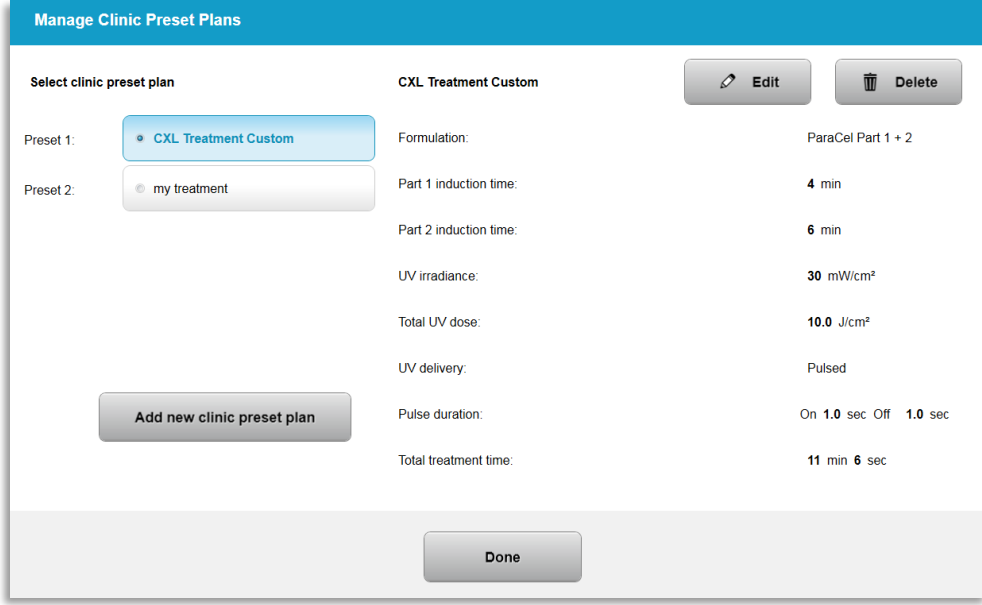 Manage Clinic Preset Plans
Select clinic preset plan
Preset 1: CXL Treatment Custom
Preset 2: my treatment
Add new clinic preset plan
CXL Treatment Custom Edit Delete
Formulation: ParaCel Part 1 + 2
Part 1 induction time: 4 min
Part 2 induction time: 6 min
UV irradiance: 30 mW/cm²
Total UV dose: 10.0 J/cm²
UV delivery: Pulsed
Pulse duration: On 1.0 sec Off 1.0 sec
Total treatment time: 11 min 6 sec
Done